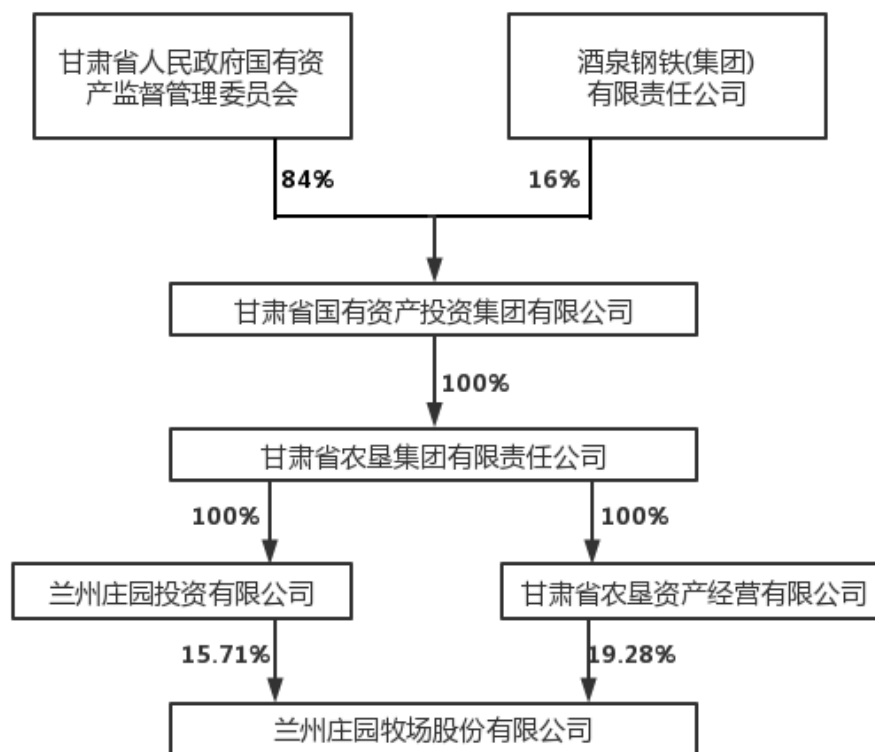 甘肃省人民政府国有资
产监督管理委员会
酒泉钢铁(集团)
有限责任公司
84%
16%
甘肃省国有资产投资集团有限公司
100%
甘肃省农垦集团有限责任公司
100%
100%
兰州庄园投资有限公司
甘肃省农垦资产经营有限公司
15.71%
19.28%
兰州庄园牧场股份有限公司